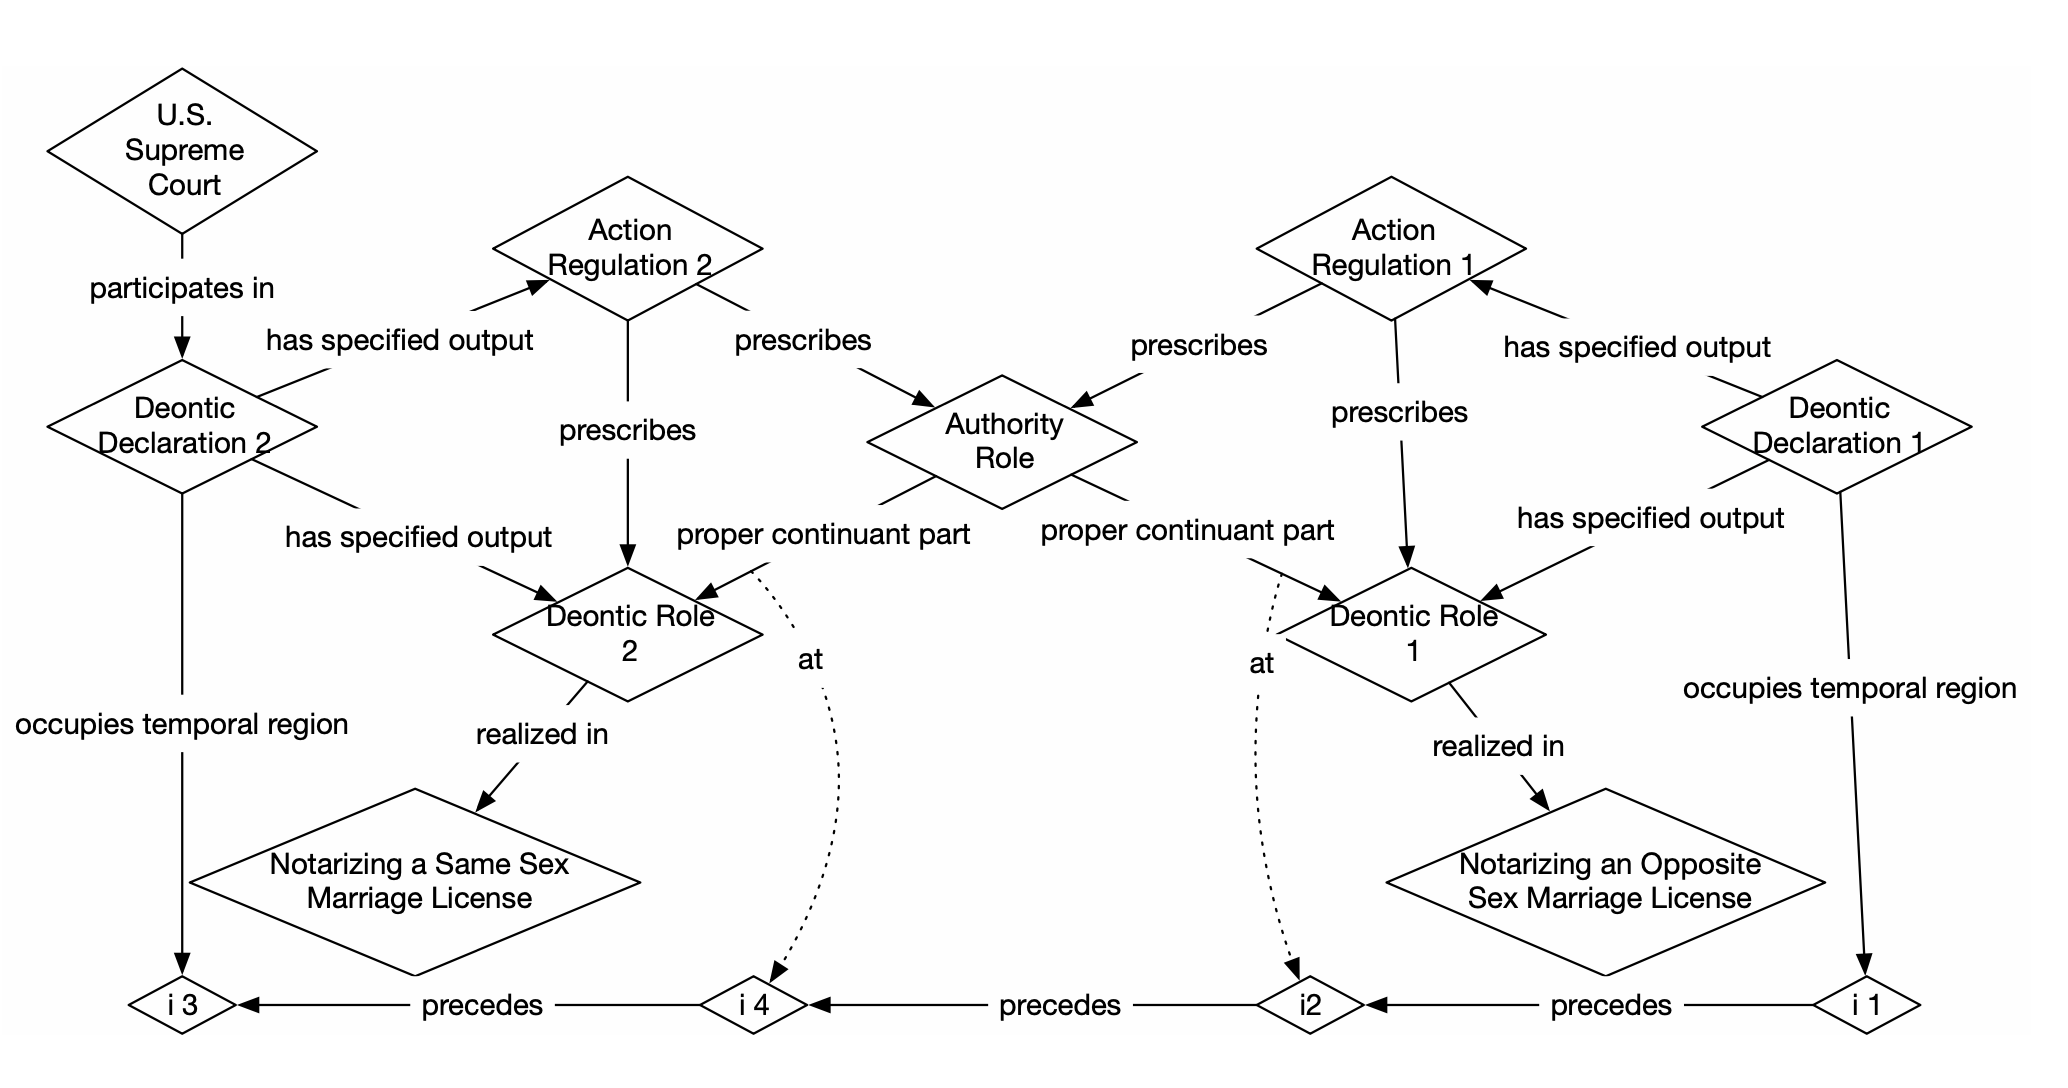 U.S.
Supreme
Court
Action
Regulation 2
Action
Regulation 1
participates in
has specified output
prescribes
prescribes
has specified output
Deontic
Declaration 2
prescribes
Authority
Role
prescribes
Deontic
Declaration 1
has specified output
proper continuant part
proper continuant part
has specified output
Deontic Role
2
at
at
Deontic Role
1
occupies temporal region
realized in
realized in
occupies temporal region
Notarizing a Same Sex
Marriage License
Notarizing an Opposite
Sex Marriage License
i 3
precedes
i 4
precedes
i2
precedes
i 1